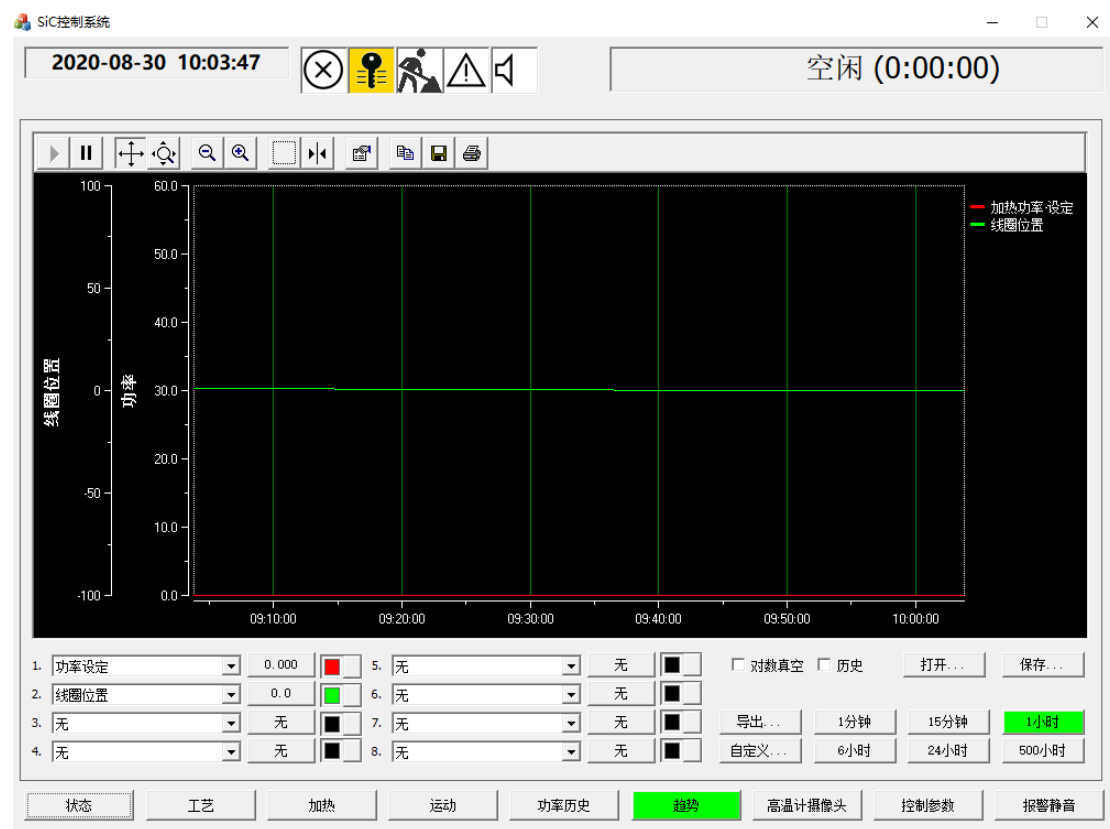 SiC控制系统
2020-08-30 10:03:47
空闲 (0:00:00)
100
50
0
-50
-100
线圈位置
60.0
50.0
40.0
30.0
20.0
10.0
0.0
功率
加热功率-设定
线圈位置
09:10:00 09:20:00 09:30:00 09:40:00 09:50:00 10:00:00
1. 功率设定 0.000 5. 无 无 对数真空 历史 打开... 保存...
2. 线圈位置 0.0 6. 无 无
3. 无 无 7. 无 无 导出... 1分钟 15分钟 1小时
4. 无 无 8. 无 无 自定义... 6小时 24小时 500小时
状态 工艺 加热 运动 功率历史 趋势 高温计摄像头 控制参数 报警静音